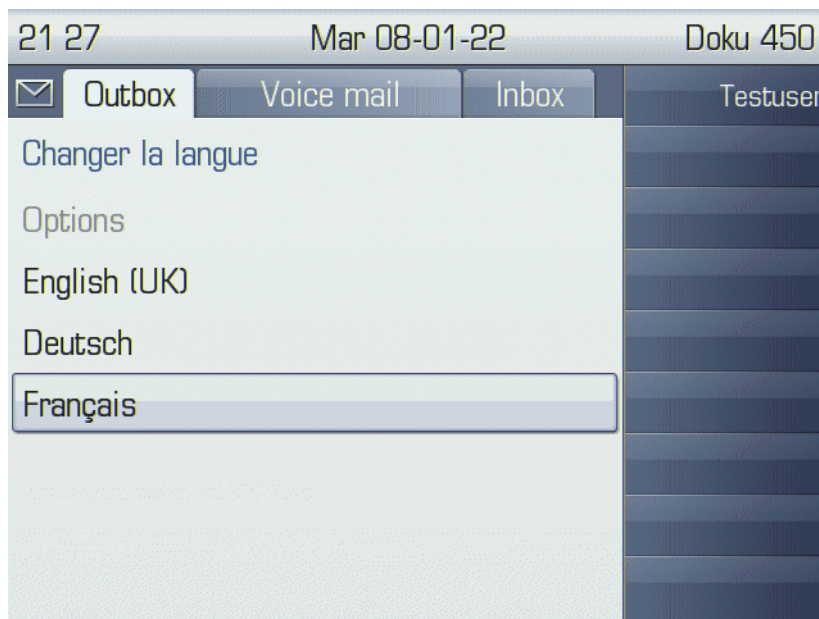 21 27 Mar 08-01-22 Doku 450
Outbox Voice mail Inbox Testuser
Changer la langue
Options
English (UK)
Deutsch
Français